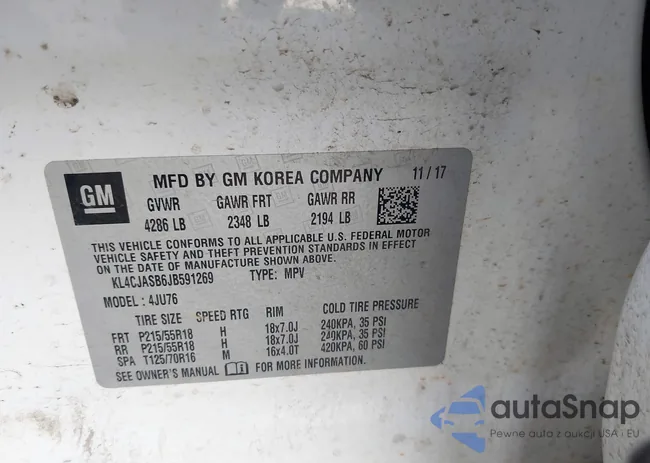 GM
MFD BY GM KOREA COMPANY 11/17
GVWR GAWR FRT GAWR RR
4286 LB 2348 LB 2194 LB
THIS VEHICLE CONFORMS TO ALL APPLICABLE U.S. FEDERAL MOTOR
VEHICLE SAFETY AND THEFT PREVENTION STANDARDS IN EFFECT
ON THE DATE OF MANUFACTURE SHOWN ABOVE.
KL4CJASB6JB591269 TYPE: MPV
MODEL: 4JU76
TIRE SIZE SPEED RTG RIM COLD TIRE PRESSURE
FRT P215/55R18 H 18x7.0J 240KPA, 35 PSI
RR P215/55R18 H 18x7.0J 240KPA, 35 PSI
SPA T125/70R16 M 16x4.0T 420KPA, 60 PSI
SEE OWNER'S MANUAL FOR MORE INFORMATION.
autaSnap
Pewne auto z aukcji USA i EU